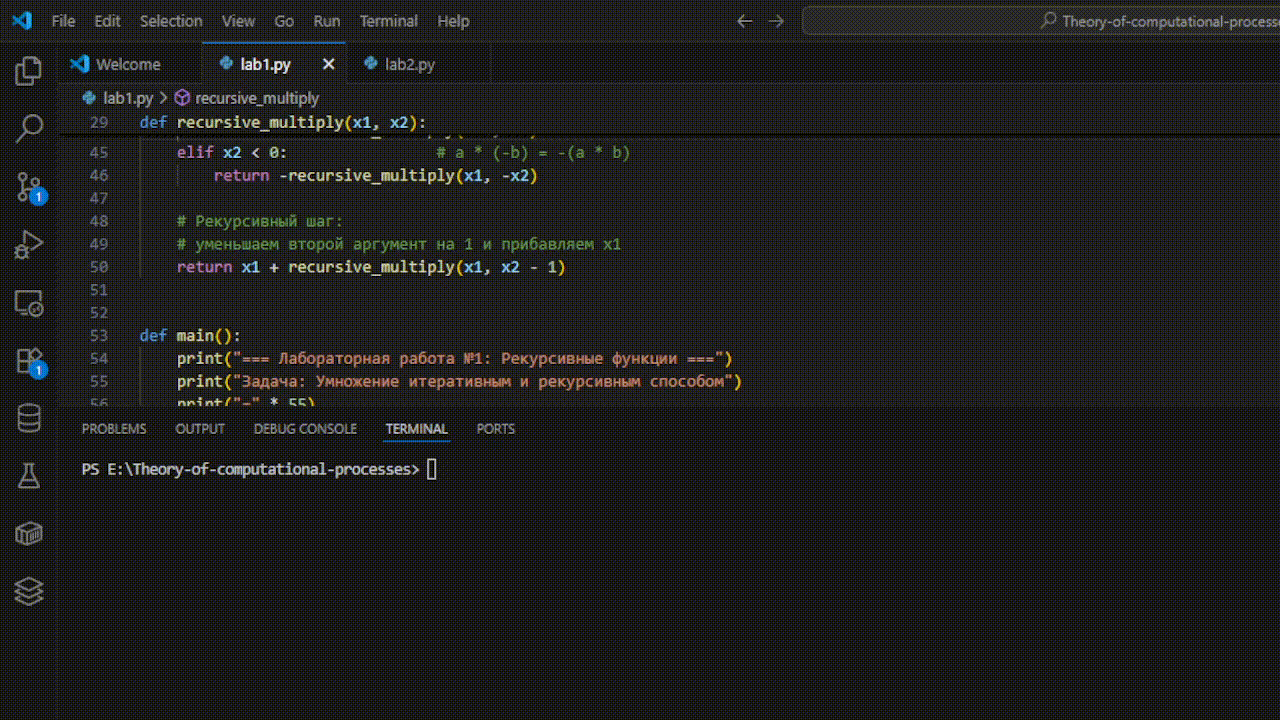 File Edit Selection View Go Run Terminal Help Theory-of-computational-processe
Welcome lab1.py lab2.py
lab1.py > recursive_multiply
29 def recursive_multiply(x1, x2):
45 elif x2 < 0: # a * (-b) = -(a * b)
46 return -recursive_multiply(x1, -x2)
47
48 # Рекурсивный шаг:
49 # уменьшаем второй аргумент на 1 и прибавляем x1
50 return x1 + recursive_multiply(x1, x2 - 1)
51
52
53 def main():
54 print("=== Лабораторная работа №1: Рекурсивные функции ===")
55 print("Задача: Умножение итеративным и рекурсивным способом")
56 print("-" * 55)
1
1
PROBLEMS OUTPUT DEBUG CONSOLE TERMINAL PORTS
PS E:\Theory-of-computational-processes>